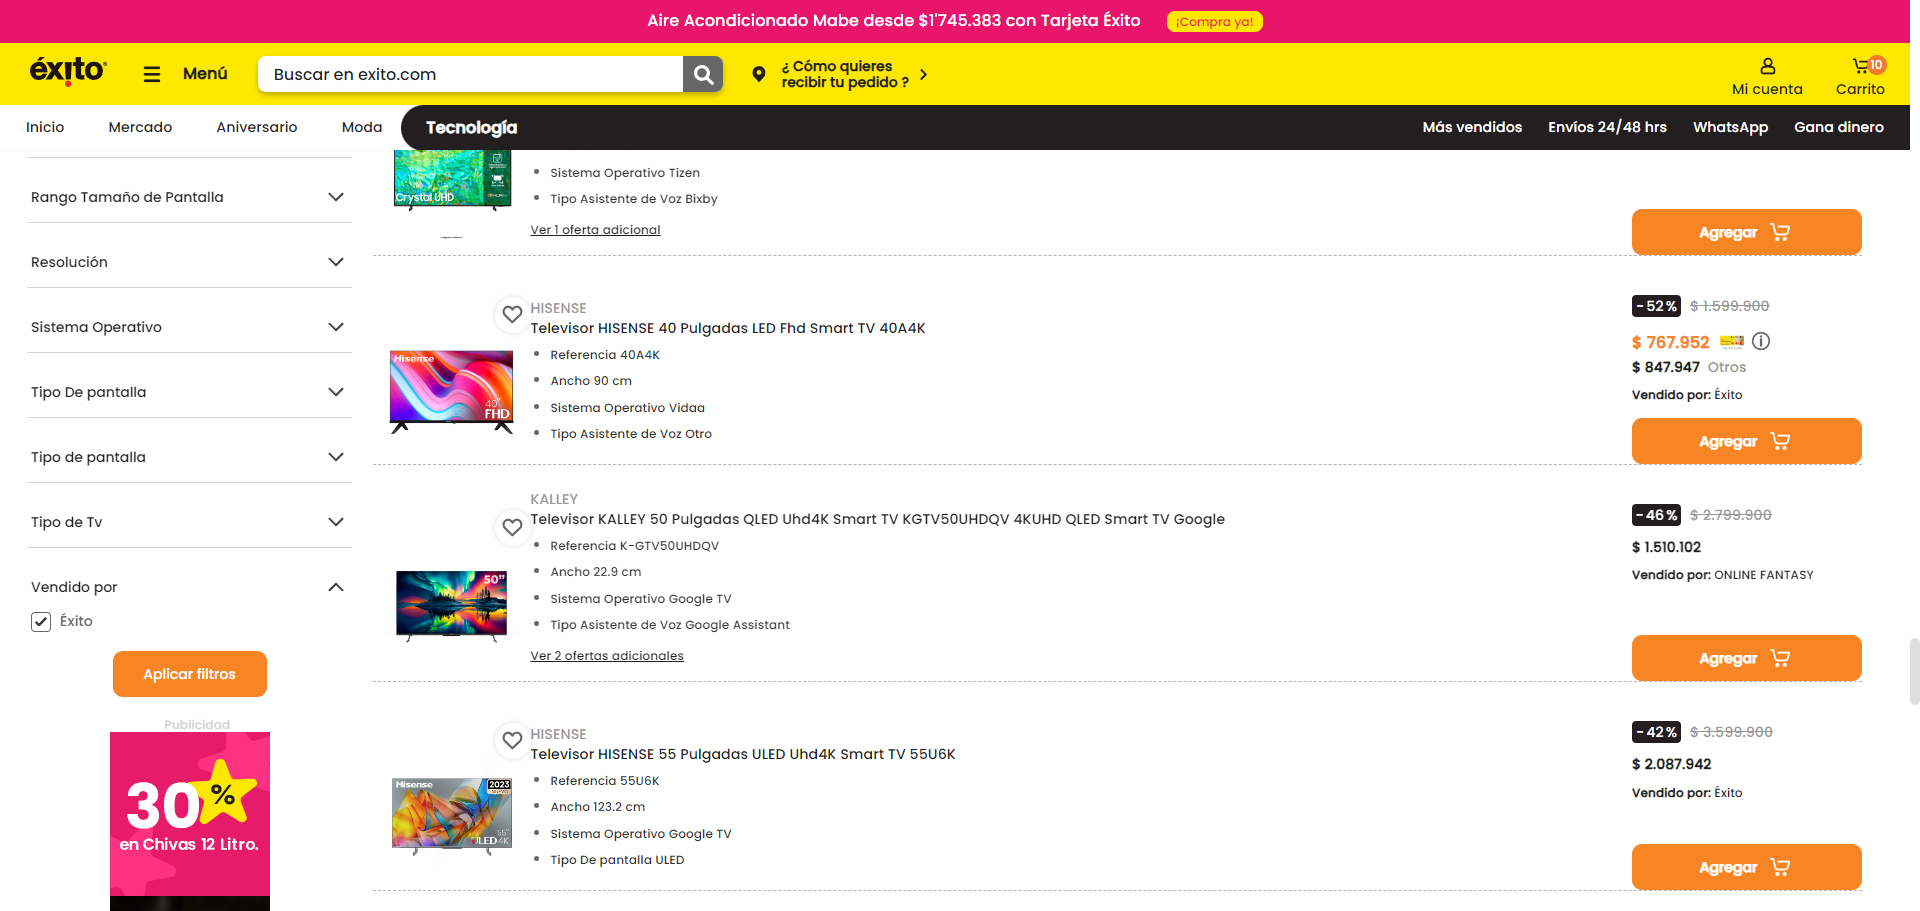 Aire Acondicionado Mabe desde $1'745.383 con Tarjeta Éxito
¡Compra ya!
éxito
Menú
Buscar en exito.com
¿ Cómo quieres
recibir tu pedido ?
Mi cuenta
10
Carrito
Inicio
Mercado
Aniversario
Moda
Tecnología
Más vendidos
Envíos 24/48 hrs
WhatsApp
Gana dinero
Rango Tamaño de Pantalla
Resolución
Sistema Operativo
Tipo De pantalla
Tipo de pantalla
Tipo de Tv
Vendido por
Éxito
Aplicar filtros
Publicidad
30%
en Chivas 12 Litro.
Crystal UHD
Sistema Operativo Tizen
Tipo Asistente de Voz Bixby
Ver 1 oferta adicional
Agregar
Hisense
40"
FHD
HISENSE
Televisor HISENSE 40 Pulgadas LED Fhd Smart TV 40A4K
Referencia 40A4K
Ancho 90 cm
Sistema Operativo Vidaa
Tipo Asistente de Voz Otro
-52% $ 1.599.900
$ 767.952
$ 847.947 Otros
Vendido por: Éxito
Agregar
50"
KALLEY
Televisor KALLEY 50 Pulgadas QLED Uhd4K Smart TV KGTV50UHDQV 4KUHD QLED Smart TV Google
Referencia K-GTV50UHDQV
Ancho 22.9 cm
Sistema Operativo Google TV
Tipo Asistente de Voz Google Assistant
Ver 2 ofertas adicionales
-46% $ 2.799.900
$ 1.510.102
Vendido por: ONLINE FANTASY
Agregar
Hisense
2023
55"
ULED 4K
HISENSE
Televisor HISENSE 55 Pulgadas ULED Uhd4K Smart TV 55U6K
Referencia 55U6K
Ancho 123.2 cm
Sistema Operativo Google TV
Tipo De pantalla ULED
-42% $ 3.599.900
$ 2.087.942
Vendido por: Éxito
Agregar